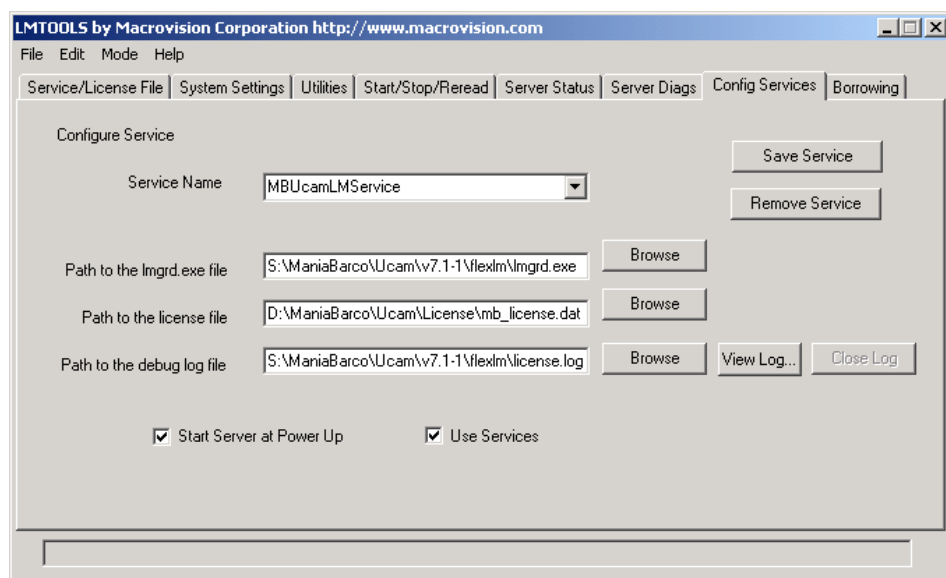 LMTOOLS by Macrovision Corporation http://www.macrovision.com
File Edit Mode Help
Service/License File System Settings Utilities Start/Stop/Reread Server Status Server Diags Config Services Borrowing
Configure Service
Save Service
Service Name MBUcamLMService
Remove Service
Path to the lmgrd.exe file S:\ManiaBarco\Ucam\v7.1-1\flexlm\lmgrd.exe Browse
Path to the license file D:\ManiaBarco\Ucam\License\mb_license.dat Browse
Path to the debug log file S:\ManiaBarco\Ucam\v7.1-1\flexlm\license.log Browse View Log... Close Log
Start Server at Power Up Use Services